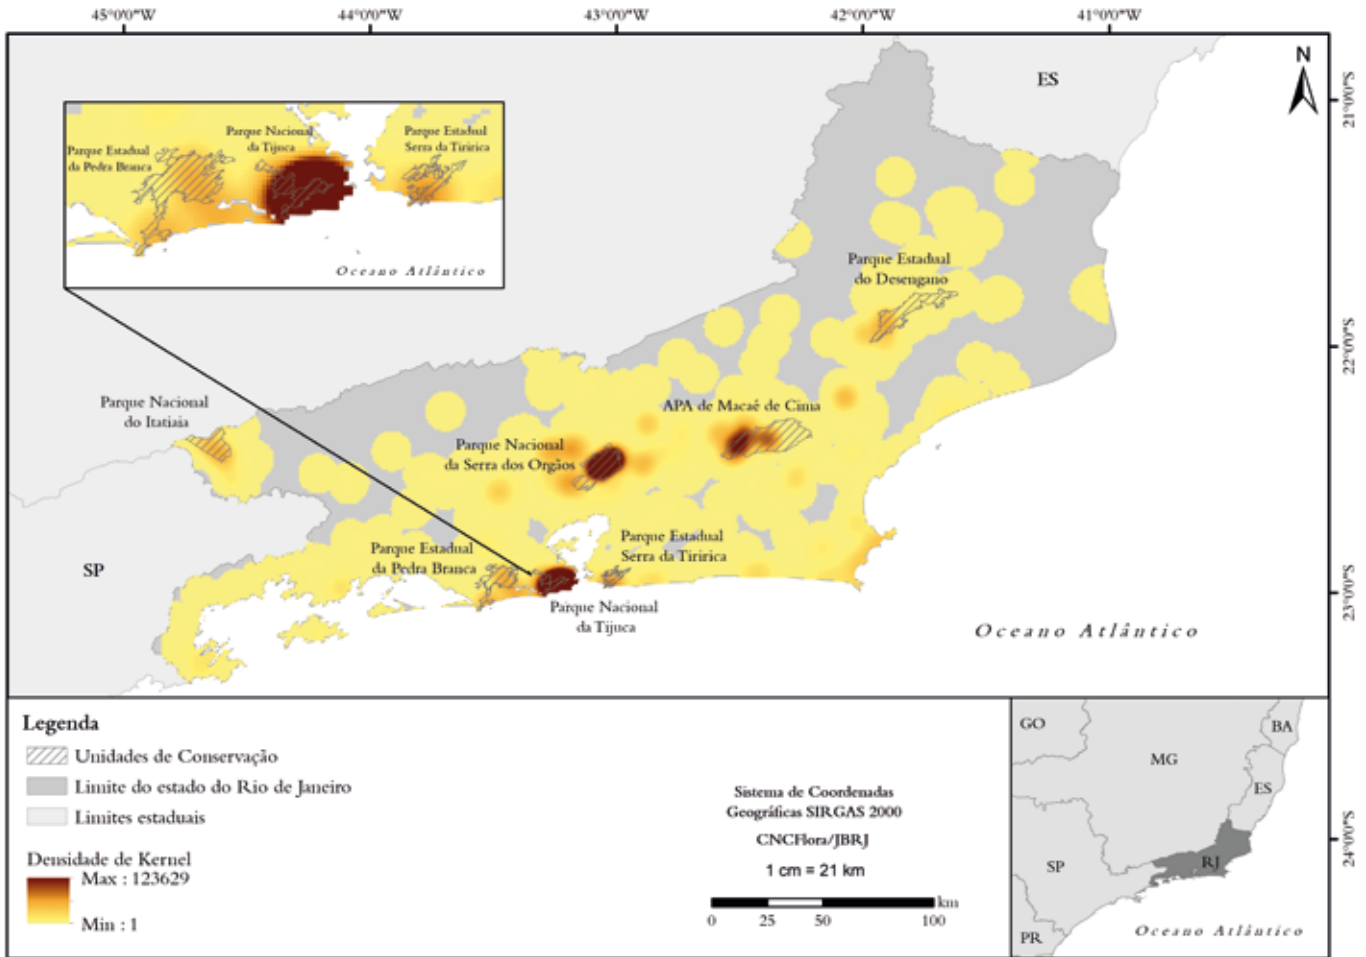 45°0'0"W
44°0'0"W
43°0'0"W
42°0'0"W
41°0'0"W
N
ES
21°0'0"S
Parque Nacional
da Tijuca
Parque Estadual
Serra da Tiririca
Parque Estadual
da Pedra Branca
Oceano Atlântico
Parque Estadual
do Desengano
22°0'0"S
Parque Nacional
do Itatiaia
APA de Macaé de Cima
Parque Nacional
da Serra dos Orgãos
Parque Estadual
Serra da Tiririca
Parque Estadual
da Pedra Branca
SP
23°0'0"S
Parque Nacional
da Tijuca
Oceano Atlântico
Legenda
Unidades de Conservação
Limite do estado do Rio de Janeiro
Limites estaduais
Densidade de Kernel
Max : 123629
Min : 1
Sistema de Coordenadas
Geográficas SIRGAS 2000
CNCFlora/JBRJ
1 cm = 21 km
km
0 25 50 100
GO
BA
MG
ES
24°0'0"S
SP
RJ
PR
Oceano Atlântico